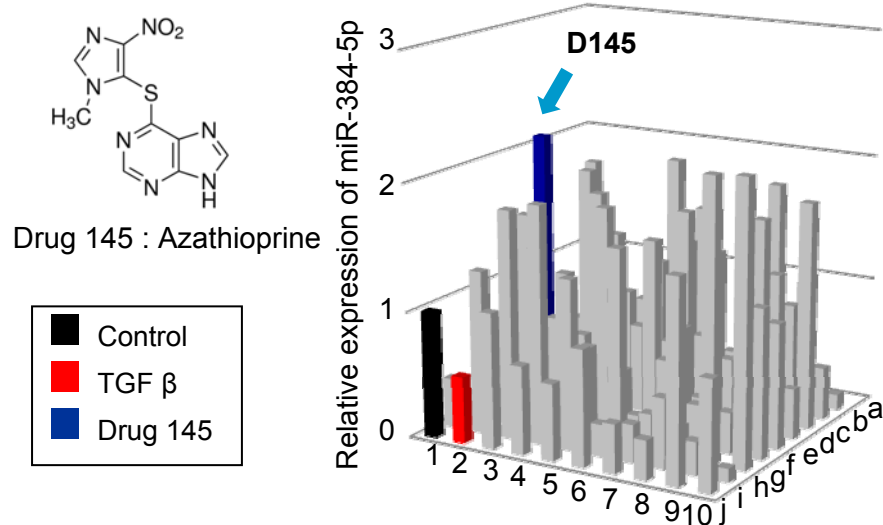 NO₂
N
N
S
H₃C
N
N
N
N
H
Drug 145 : Azathioprine
Control
TGF β
Drug 145
Relative expression of miR-384-5p
D145
3
2
1
0
1 2 3 4 5 6 7 8 9 10
j i h g f e d c b a